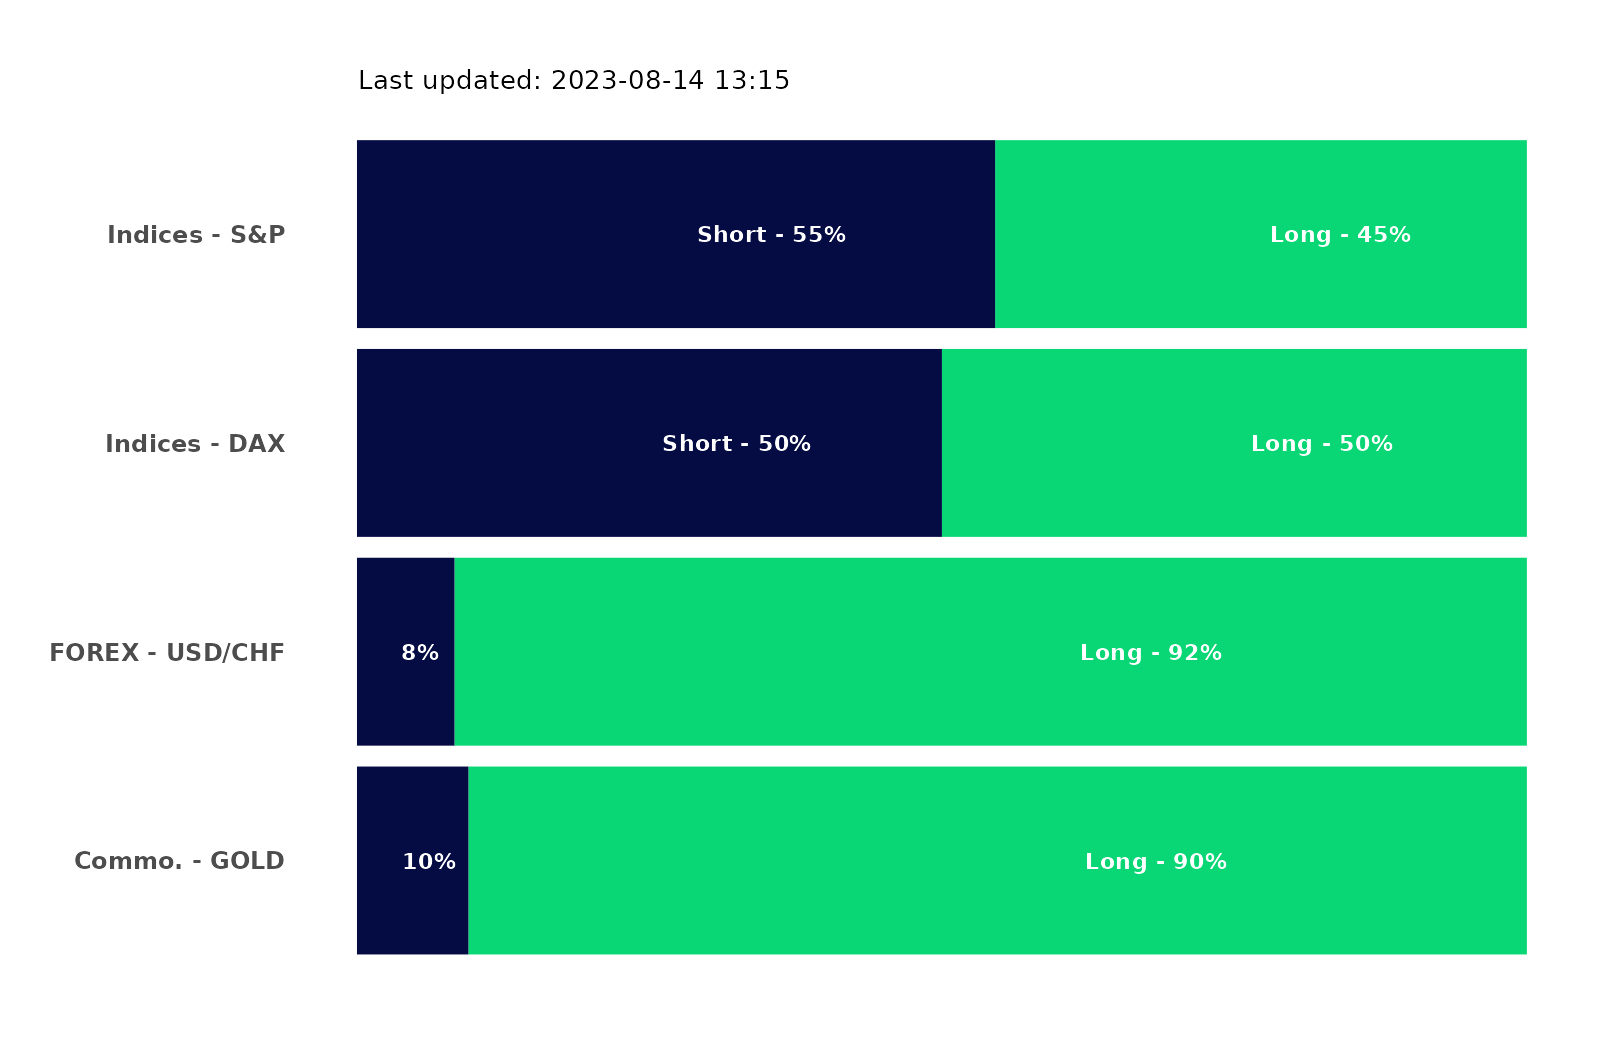 Last updated: 2023-08-14 13:15
Indices - S&P Short - 55% Long - 45%
Indices - DAX Short - 50% Long - 50%
FOREX - USD/CHF 8% Long - 92%
Commo. - GOLD 10% Long - 90%